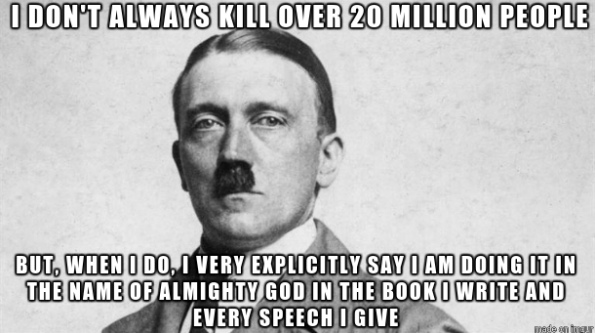 I DON'T ALWAYS KILL OVER 20 MILLION PEOPLE
BUT, WHEN I DO, I VERY EXPLICITLY SAY I AM DOING IT IN
THE NAME OF ALMIGHTY GOD IN THE BOOK I WRITE AND
EVERY SPEECH I GIVE
made on imgur